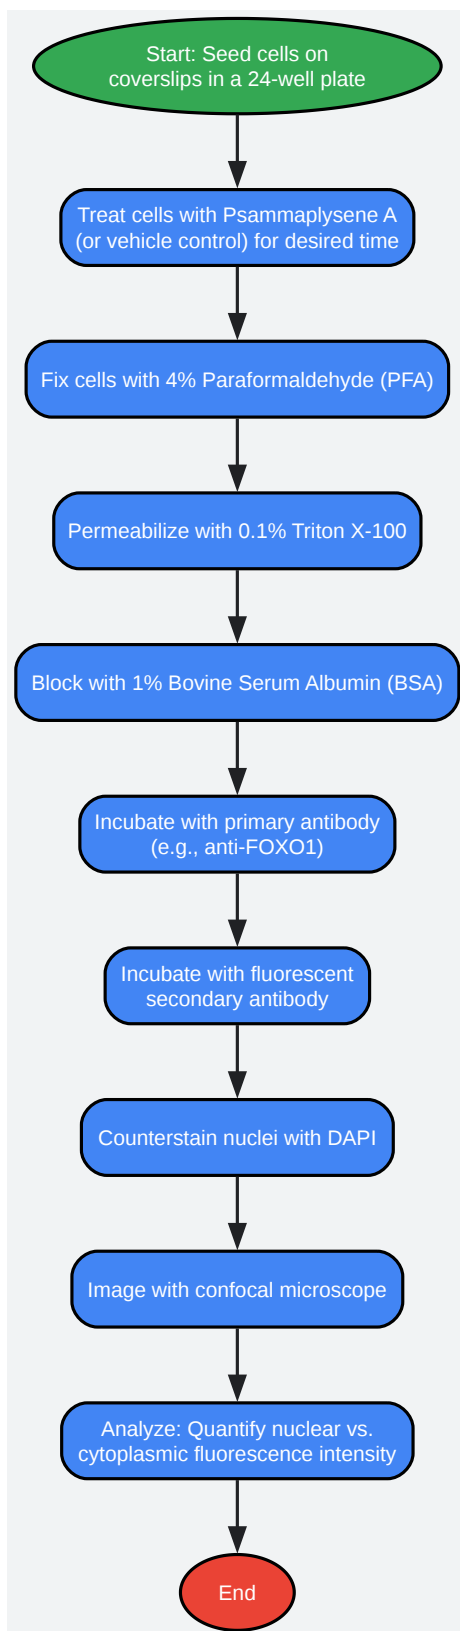 Start: Seed cells on
coverslips in a 24-well plate
Treat cells with Psammaplysene A
(or vehicle control) for desired time
Fix cells with 4% Paraformaldehyde (PFA)
Permeabilize with 0.1% Triton X-100
Block with 1% Bovine Serum Albumin (BSA)
Incubate with primary antibody
(e.g., anti-FOXO1)
Incubate with fluorescent
secondary antibody
Counterstain nuclei with DAPI
Image with confocal microscope
Analyze: Quantify nuclear vs.
cytoplasmic fluorescence intensity
End